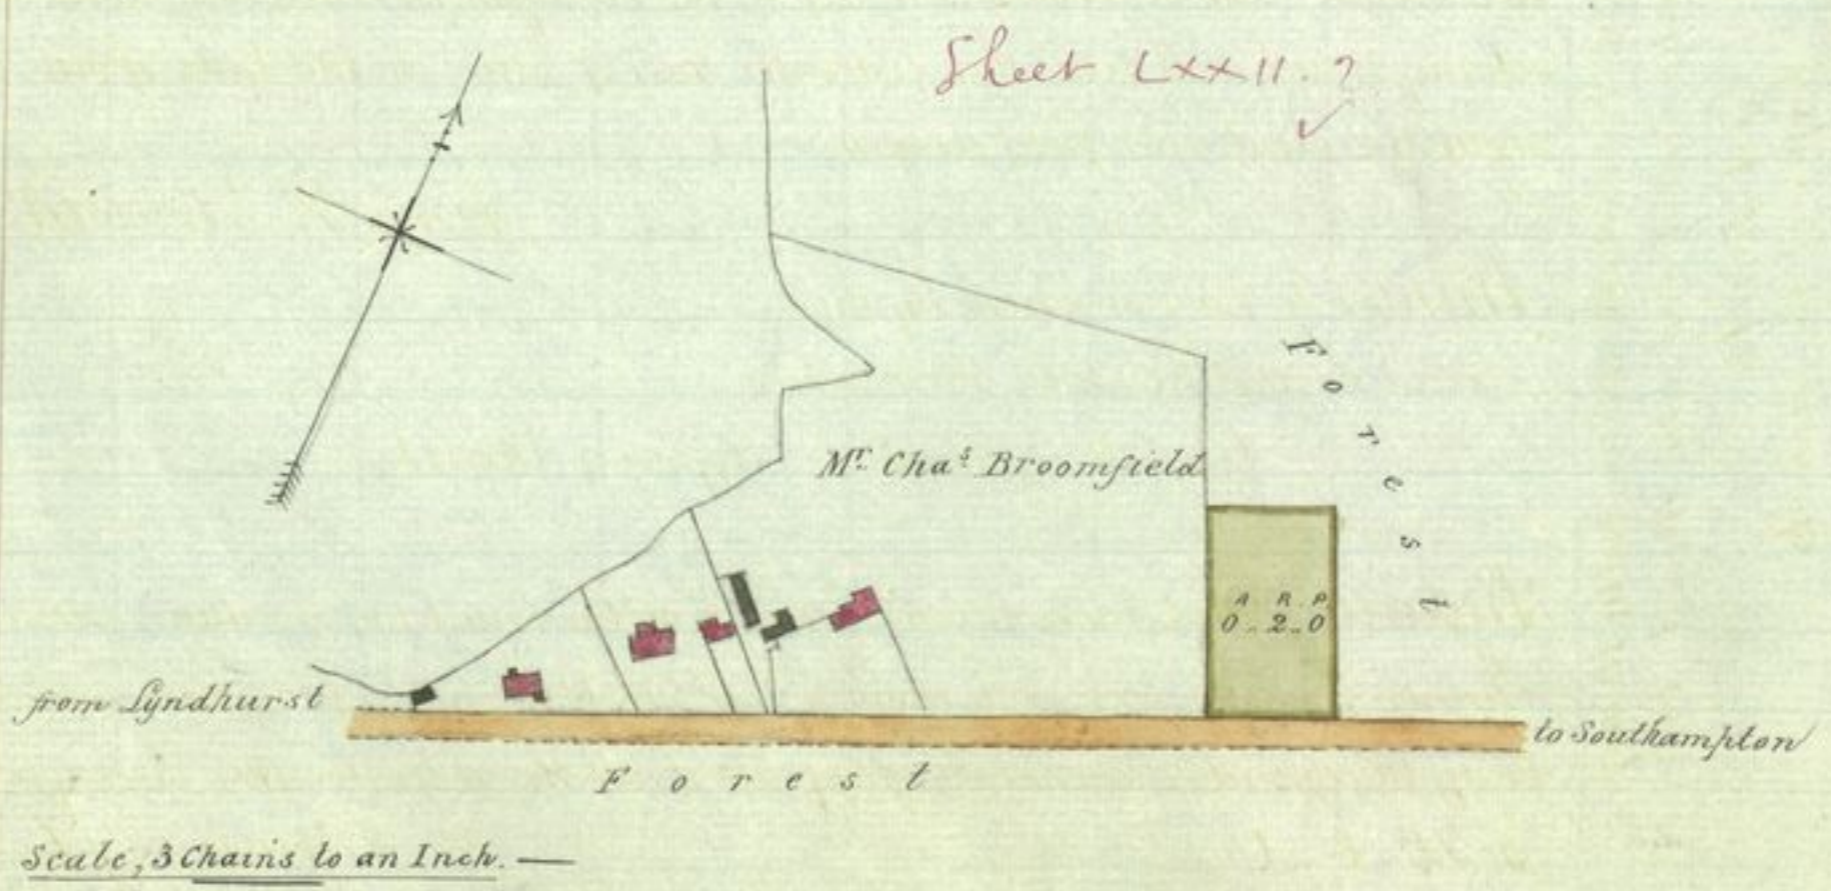 Sheet LXXII. ?
Forest
Mr. Chas. Broomfield
A. R. P.
0 - 2 - 0
from Lyndhurst
to Southampton
Forest
Scale, 3 Chains to an Inch. —